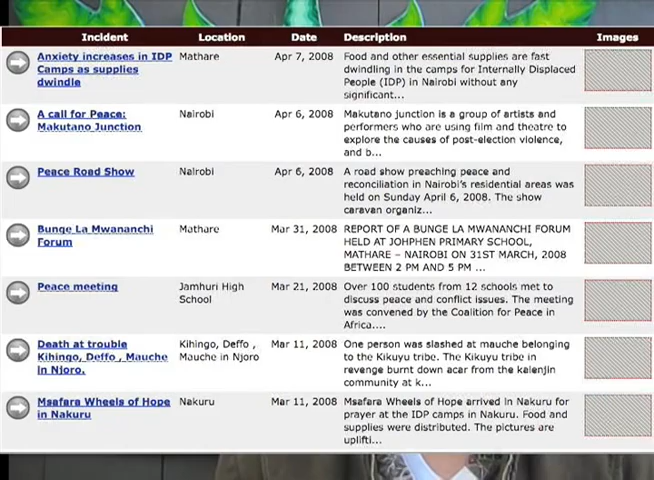 Incident Location Date Description Images
Anxiety increases in IDP Mathare Apr 7, 2008 Food and other essential supplies are fast
Camps as supplies dwindling in the camps for Internally Displaced
dwindle People (IDP) in Nairobi without any
significant...
A call for Peace: Nairobi Apr 6, 2008 Makutano junction is a group of artists and
Makutano Junction performers who are using film and theatre to
explore the causes of post-election violence,
and b...
Peace Road Show Nairobi Apr 6, 2008 A road show preaching peace and
reconciliation in Nairobi's residential areas was
held on Sunday April 6, 2008. The show
caravan organiz...
Bunge La Mwananchi Mathare Mar 31, 2008 REPORT OF A BUNGE LA MWANANCHI FORUM
Forum HELD AT JOHPHEN PRIMARY SCHOOL,
MATHARE – NAIROBI ON 31ST MARCH, 2008
BETWEEN 2 PM AND 5 PM ...
Peace meeting Jamhuri High Mar 21, 2008 Over 100 students from 12 schools met to
School discuss peace and conflict issues. The meeting
was convened by the Coalition for Peace in
Africa....
Death at trouble Kihingo, Deffo , Mar 11, 2008 One person was slashed at mauche belonging
Kihingo, Deffo , Mauche Mauche in Njoro to the Kikuyu tribe. The Kikuyu tribe in
in Njoro. revenge burnt down acar from the kalenjin
community at k...
Msafara Wheels of Hope Nakuru Mar 11, 2008 Msafara Wheels of Hope arrived in Nakuru for
in Nakuru prayer at the IDP camps in Nakuru. Food and
supplies were distributed. The pictures are
uplifti...